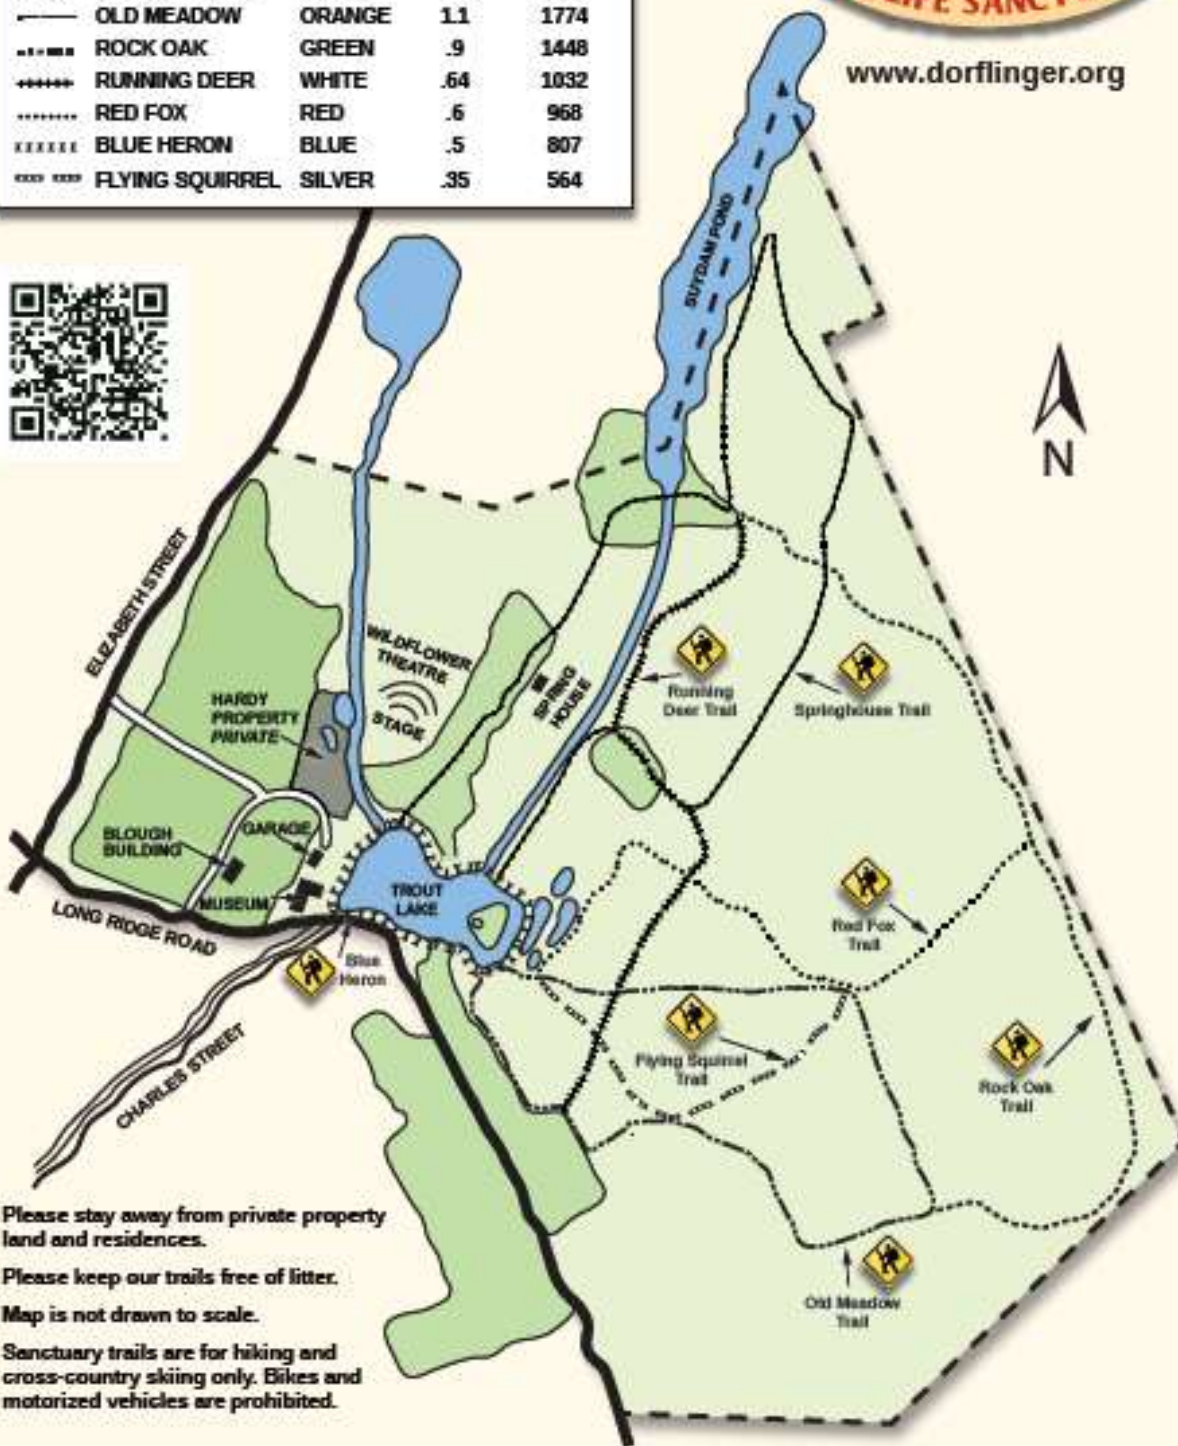 OLD MEADOW ORANGE 1.1 1774
ROCK OAK GREEN .9 1448
RUNNING DEER WHITE .64 1032
RED FOX RED .6 968
BLUE HERON BLUE .5 807
FLYING SQUIRREL SILVER .35 564
www.dorflinger.org
SUYDAM POND
N
ELIZABETH STREET
WILDFLOWER
THEATRE
STAGE
SPRING
HOUSE
HARDY
PROPERTY
PRIVATE
Running
Deer Trail
Springhouse Trail
BLOUGH
BUILDING
GARAGE
MUSEUM
TROUT
LAKE
LONG RIDGE ROAD
Blue
Heron
Red Fox
Trail
CHARLES STREET
Flying Squirrel
Trail
Rock Oak
Trail
Old Meadow
Trail
Please stay away from private property
land and residences.
Please keep our trails free of litter.
Map is not drawn to scale.
Sanctuary trails are for hiking and
cross-country skiing only. Bikes and
motorized vehicles are prohibited.